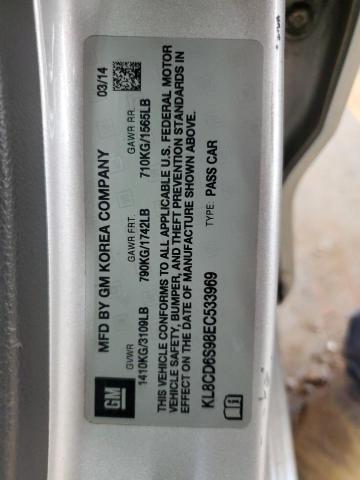 GM
MFD BY GM KOREA COMPANY 03/14
GVWR GAWR FRT. GAWR RR.
1410KG/3109LB 790KG/1742LB 710KG/1565LB
THIS VEHICLE CONFORMS TO ALL APPLICABLE U.S. FEDERAL MOTOR
VEHICLE SAFETY, BUMPER, AND THEFT PREVENTION STANDARDS IN
EFFECT ON THE DATE OF MANUFACTURE SHOWN ABOVE.
KL8CD6S98EC533969 TYPE: PASS CAR